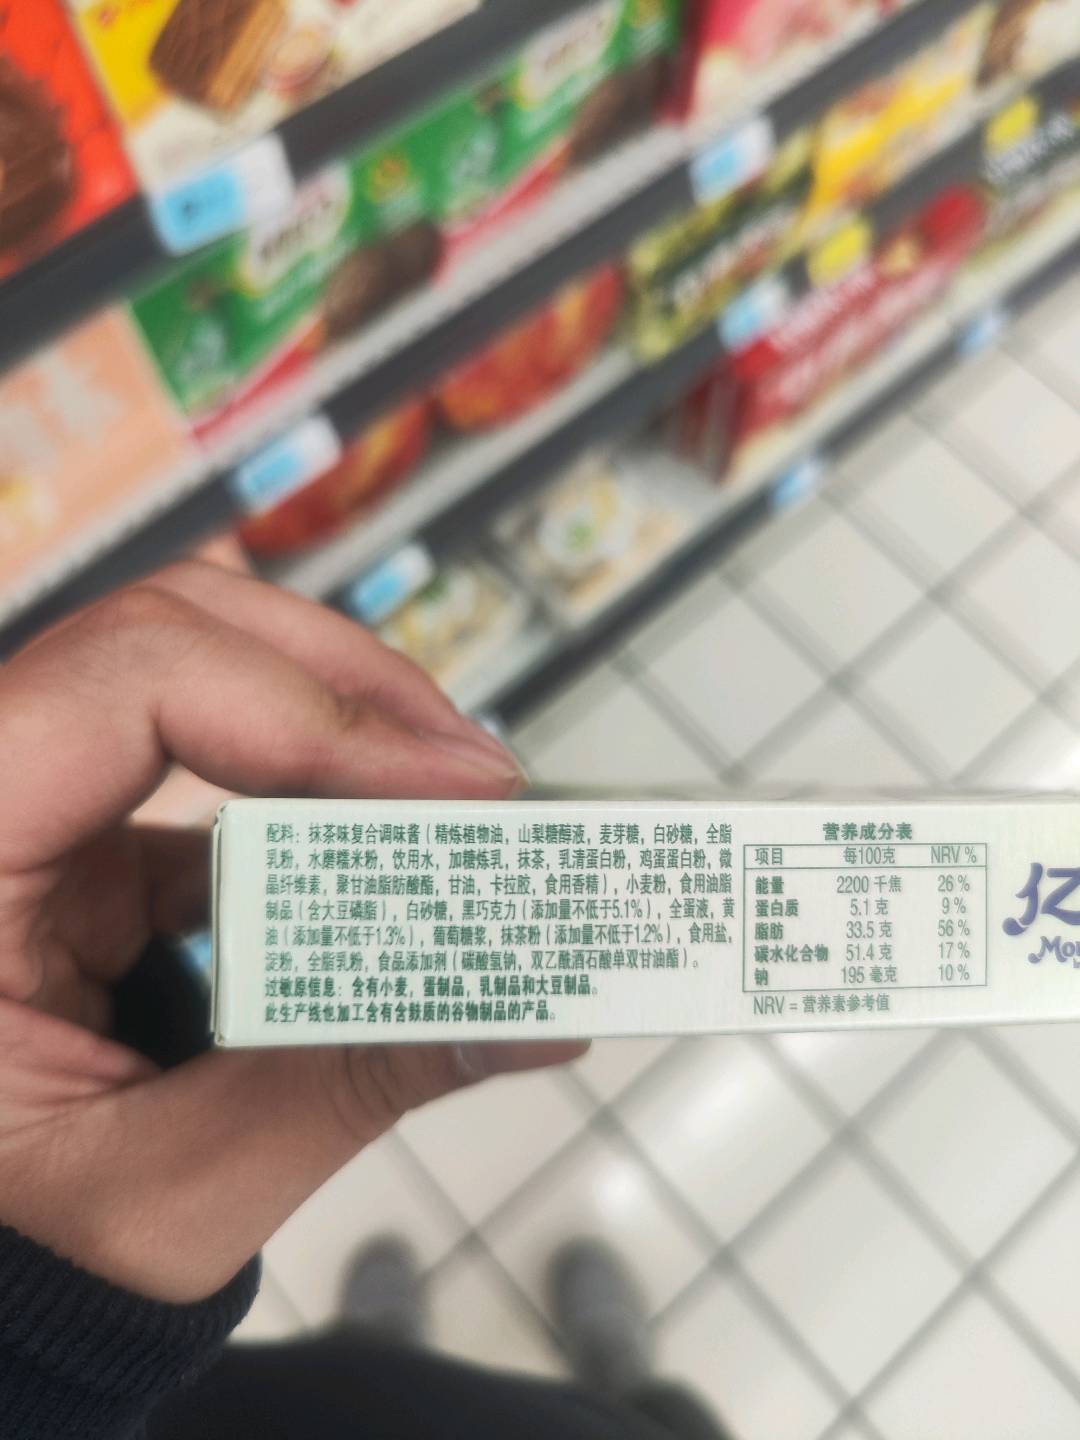 配料：抹茶味复合调味酱（精炼植物油，山梨糖醇液，麦芽糖，白砂糖，全脂
乳粉，水磨糯米粉，饮用水，加糖炼乳，抹茶，乳清蛋白粉，鸡蛋蛋白粉，微
晶纤维素，聚甘油脂肪酸酯，甘油，卡拉胶，食用香精），小麦粉，食用油脂
制品（含大豆磷脂），白砂糖，黑巧克力（添加量不低于5.1%），全蛋液，黄
油（添加量不低于1.3%），葡萄糖浆，抹茶粉（添加量不低于1.2%），食用盐，
淀粉，全脂乳粉，食品添加剂（碳酸氢钠，双乙酰酒石酸单双甘油酯）。
过敏原信息：含有小麦，蛋制品，乳制品和大豆制品。
此生产线也加工含有含麸质的谷物制品的产品。
营养成分表
项目 每100克 NRV %
能量 2200 千焦 26 %
蛋白质 5.1 克 9 %
脂肪 33.5 克 56 %
碳水化合物 51.4 克 17 %
钠 195 毫克 10 %
NRV = 营养素参考值
亿